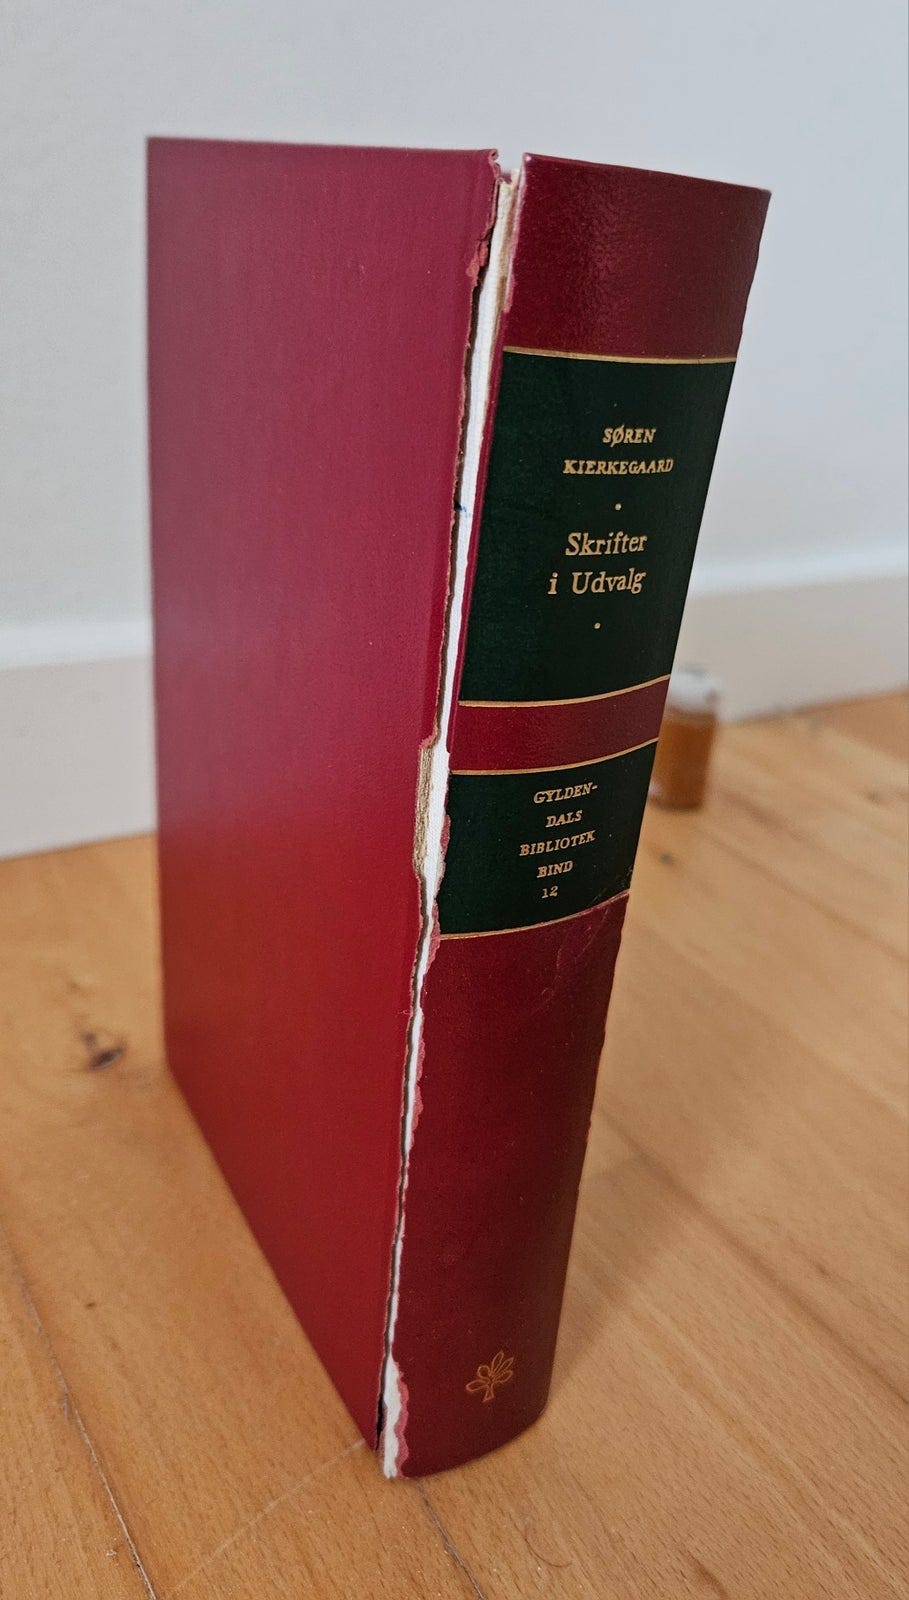 SØREN
KIERKEGAARD
Skrifter
i Udvalg
GYLDEN-
DALS
BIBLIOTEK
BIND
12